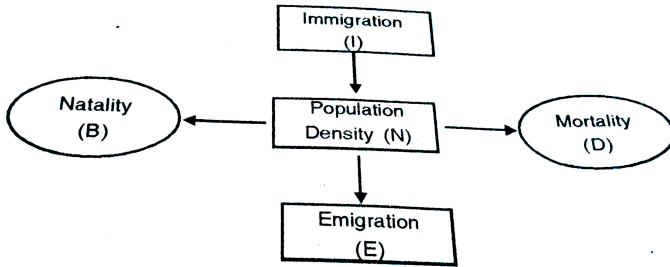 Immigration
(I)
Natality
(B)
Population
Density (N)
Mortality
(D)
Emigration
(E)